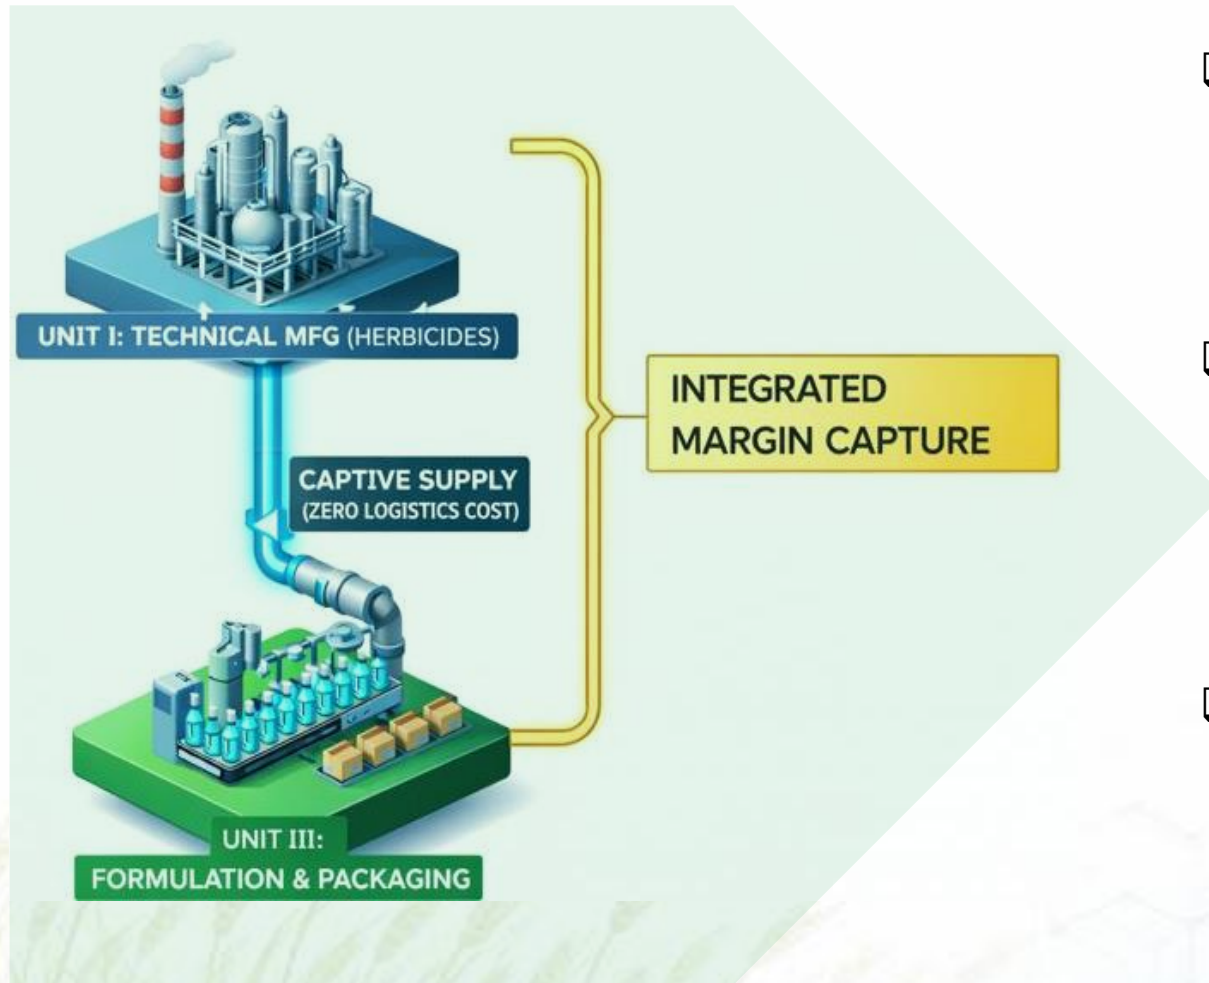 UNIT I: TECHNICAL MFG (HERBICIDES)
CAPTIVE SUPPLY
(ZERO LOGISTICS COST)
INTEGRATED
MARGIN CAPTURE
UNIT III:
FORMULATION & PACKAGING